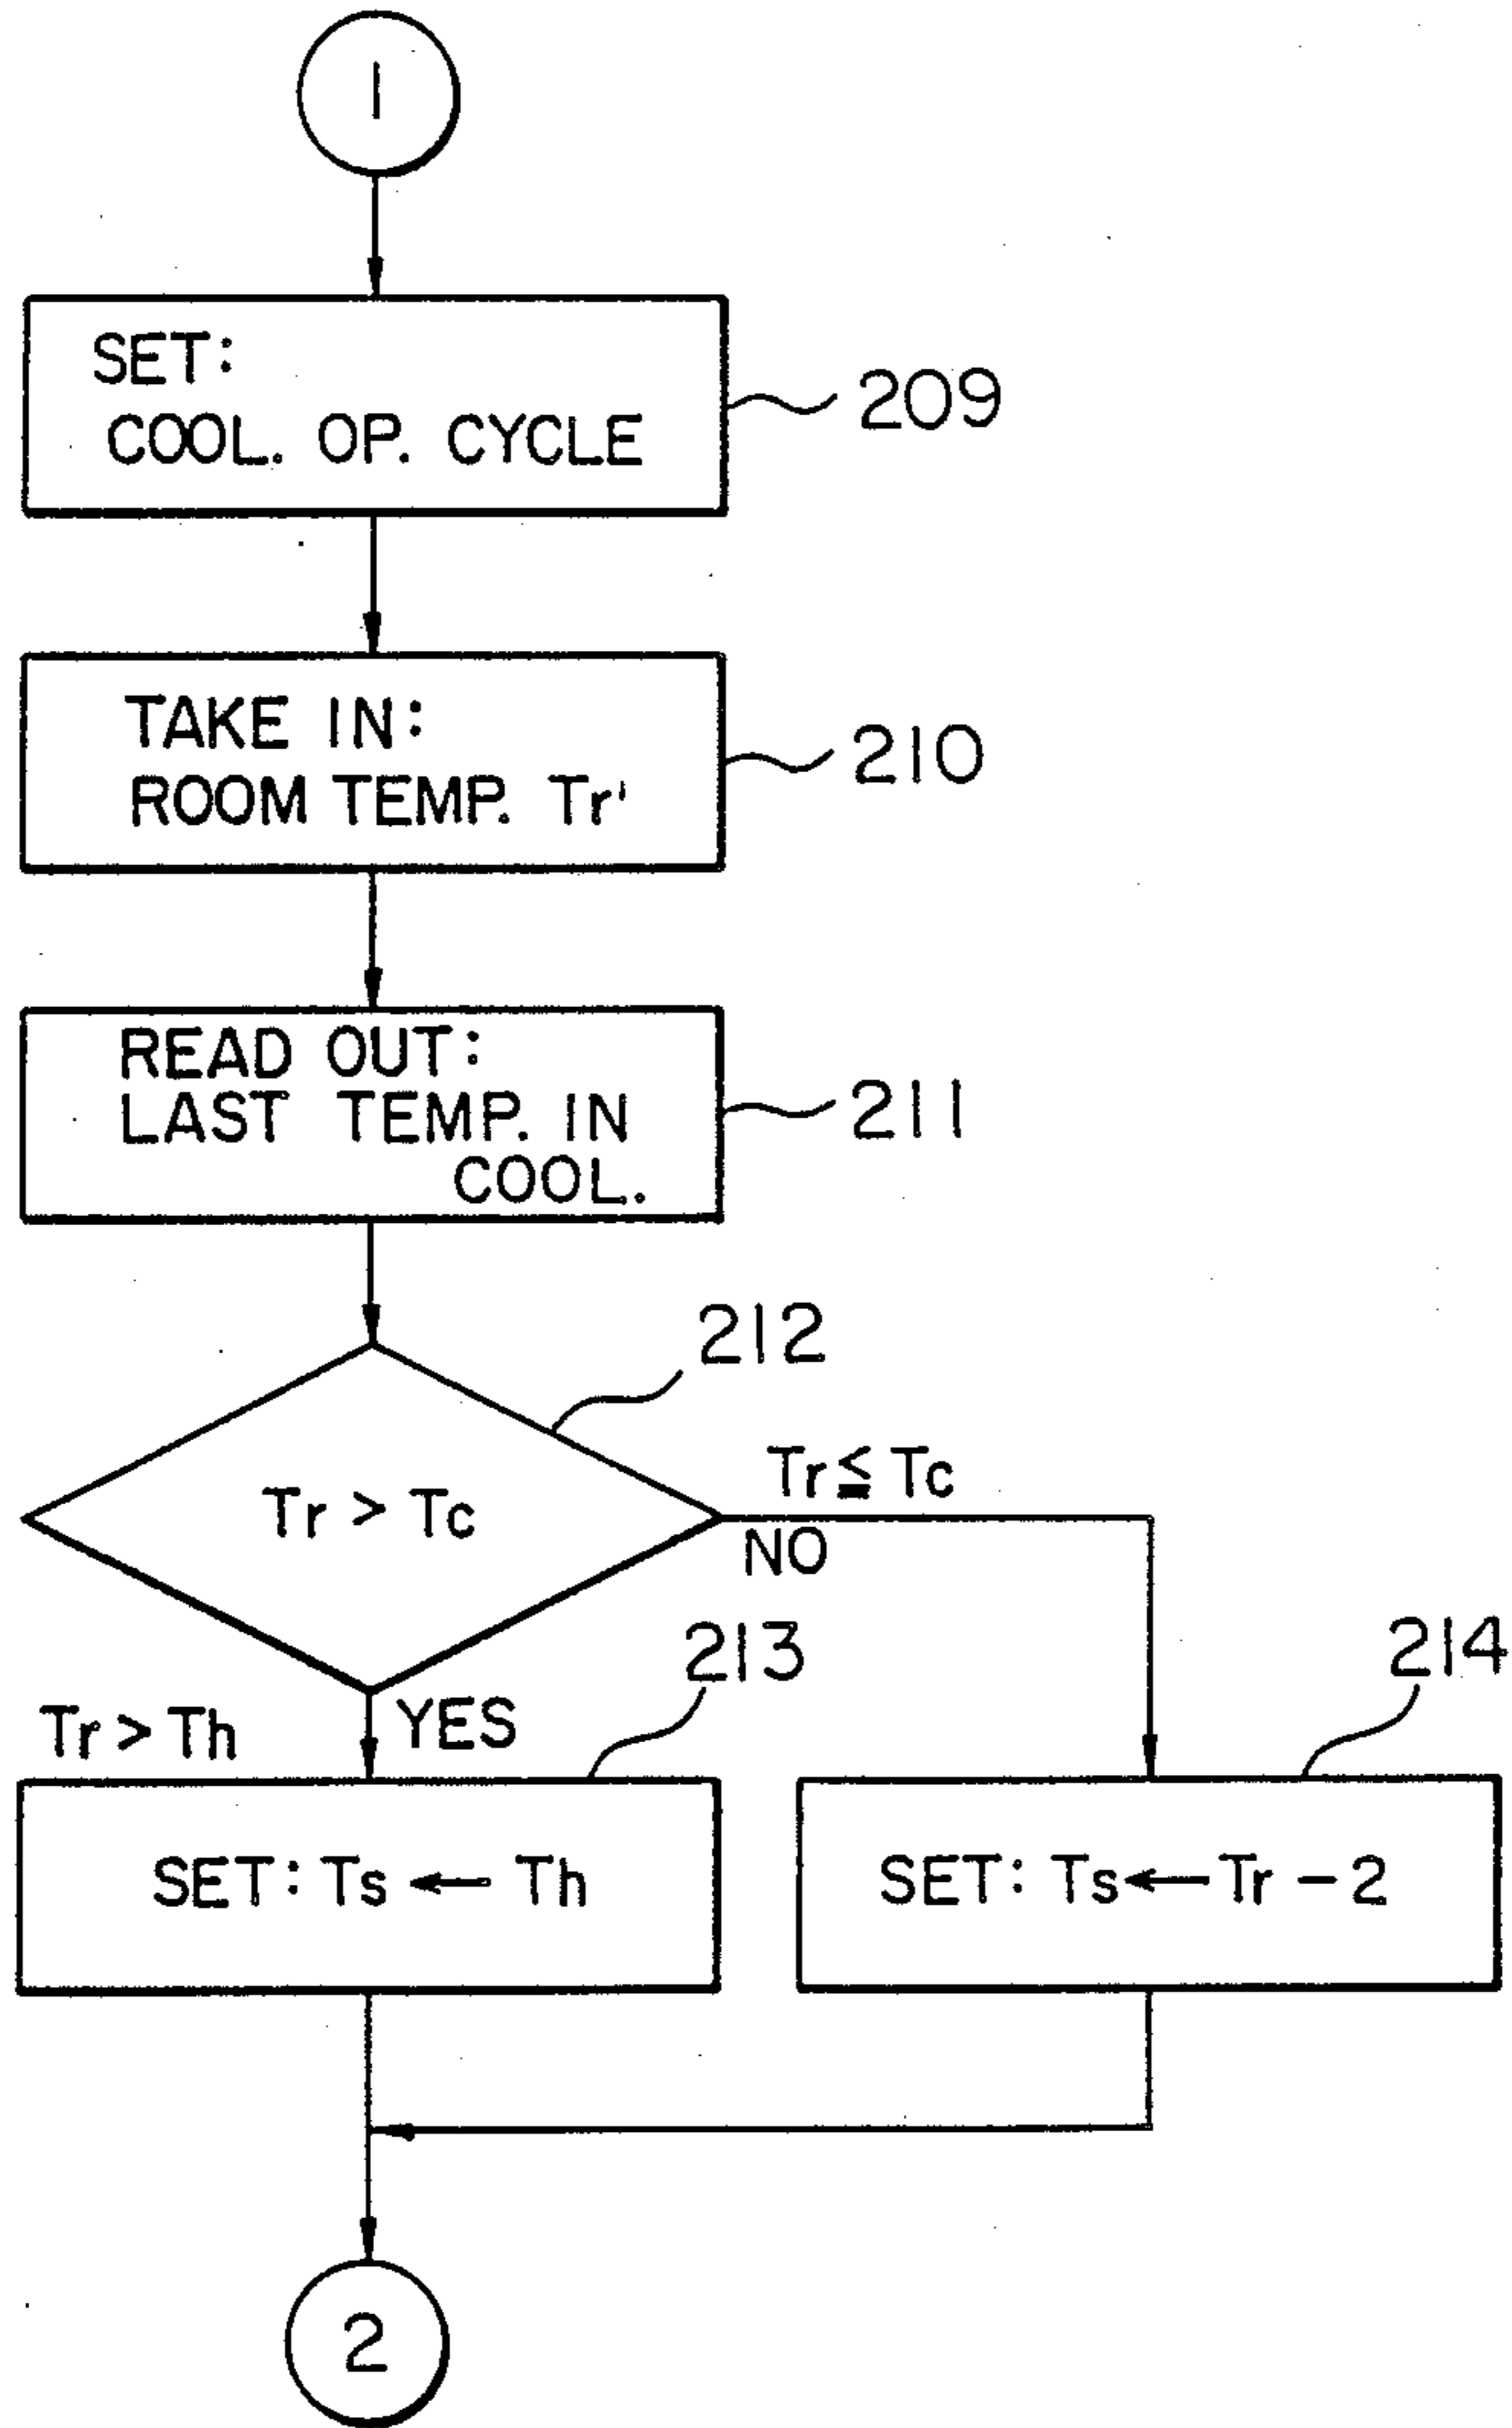 1
SET:
COOL. OP. CYCLE
209
TAKE IN:
ROOM TEMP. Tr'
210
READ OUT:
LAST TEMP. IN
COOL.
211
212
Tr > Tc
Tr ≦ Tc
NO
213
214
Tr > Th
YES
SET: Ts ← Th
SET: Ts ← Tr - 2
2